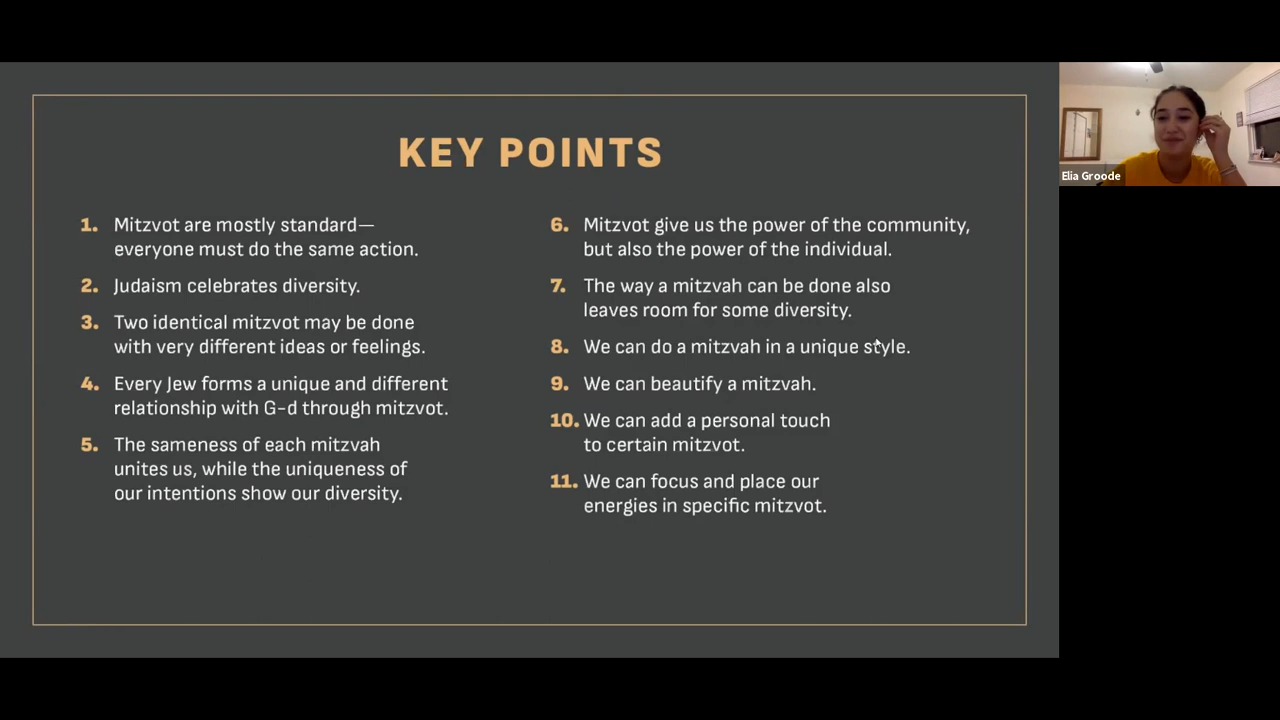 KEY POINTS
1. Mitzvot are mostly standard—
everyone must do the same action.
2. Judaism celebrates diversity.
3. Two identical mitzvot may be done
with very different ideas or feelings.
4. Every Jew forms a unique and different
relationship with G-d through mitzvot.
5. The sameness of each mitzvah
unites us, while the uniqueness of
our intentions show our diversity.
6. Mitzvot give us the power of the community,
but also the power of the individual.
7. The way a mitzvah can be done also
leaves room for some diversity.
8. We can do a mitzvah in a unique style.
9. We can beautify a mitzvah.
10. We can add a personal touch
to certain mitzvot.
11. We can focus and place our
energies in specific mitzvot.
Elia Groode